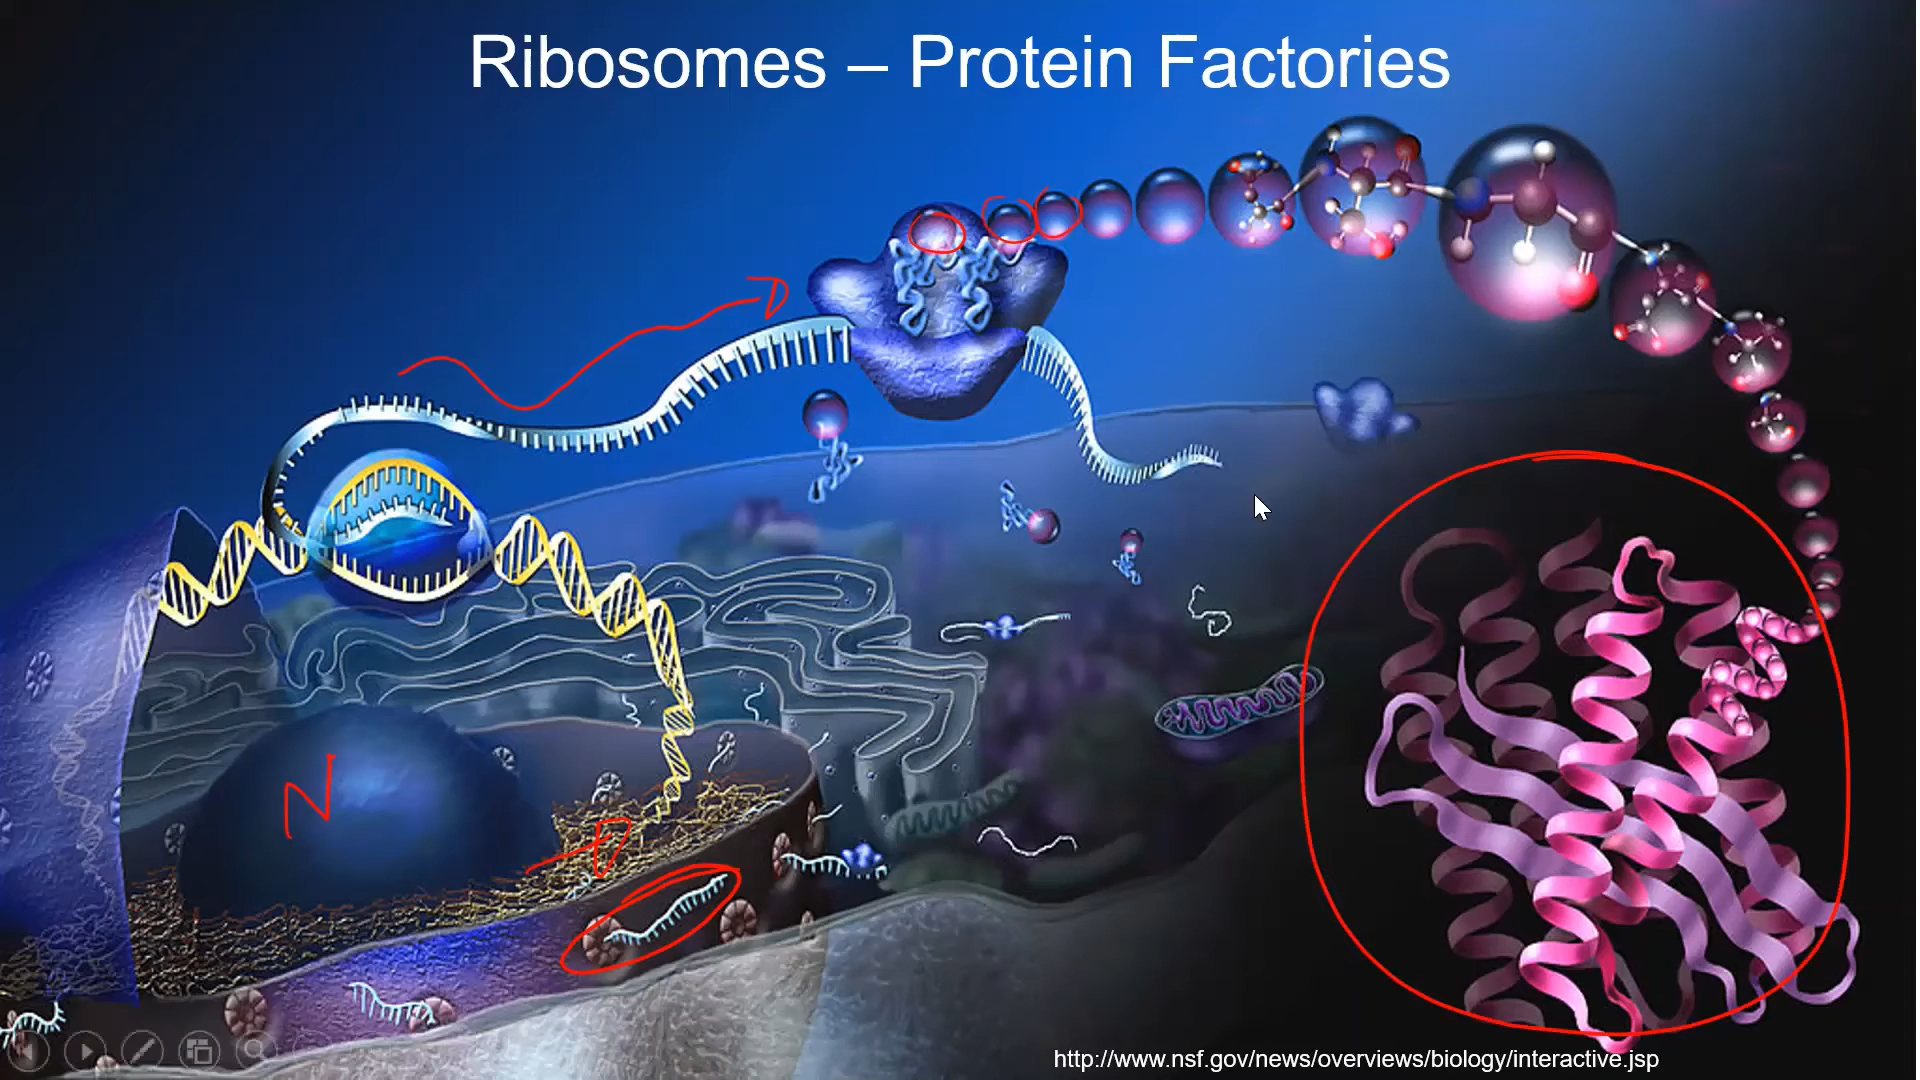 Ribosomes – Protein Factories
N
http://www.nsf.gov/news/overviews/biology/interactive.jsp